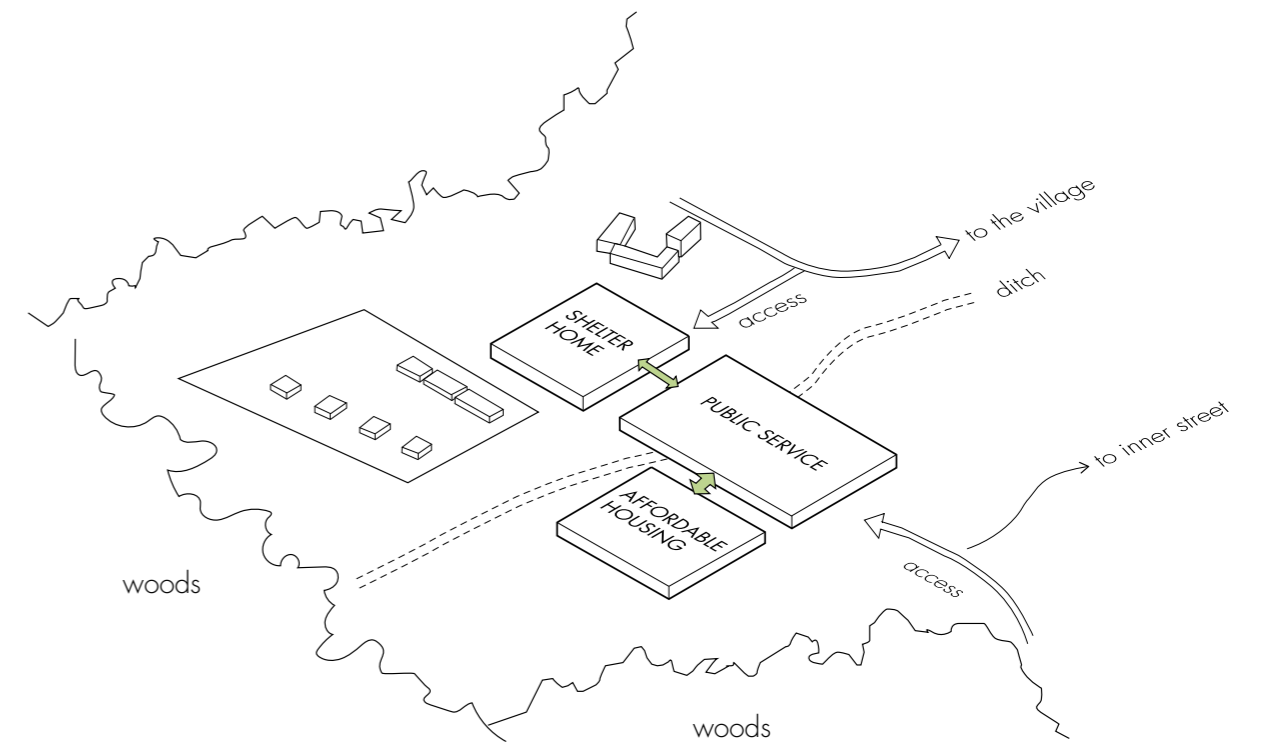 to the village
ditch
access
SHELTER
HOME
PUBLIC SERVICE
to inner street
AFFORDABLE
HOUSING
access
woods
woods